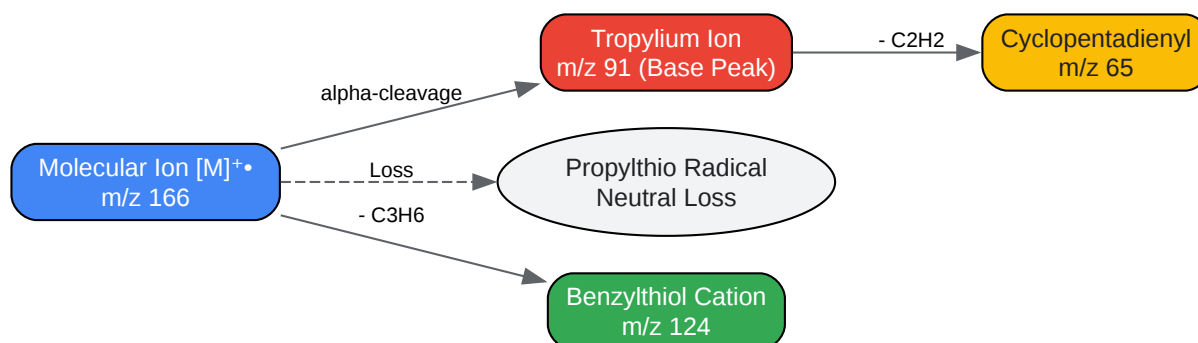 Tropylium Ion
m/z 91 (Base Peak)
- C2H2
Cyclopentadienyl
m/z 65
alpha-cleavage
Molecular Ion [M]⁺•
m/z 166
Loss
Propylthio Radical
Neutral Loss
- C3H6
Benzylthiol Cation
m/z 124